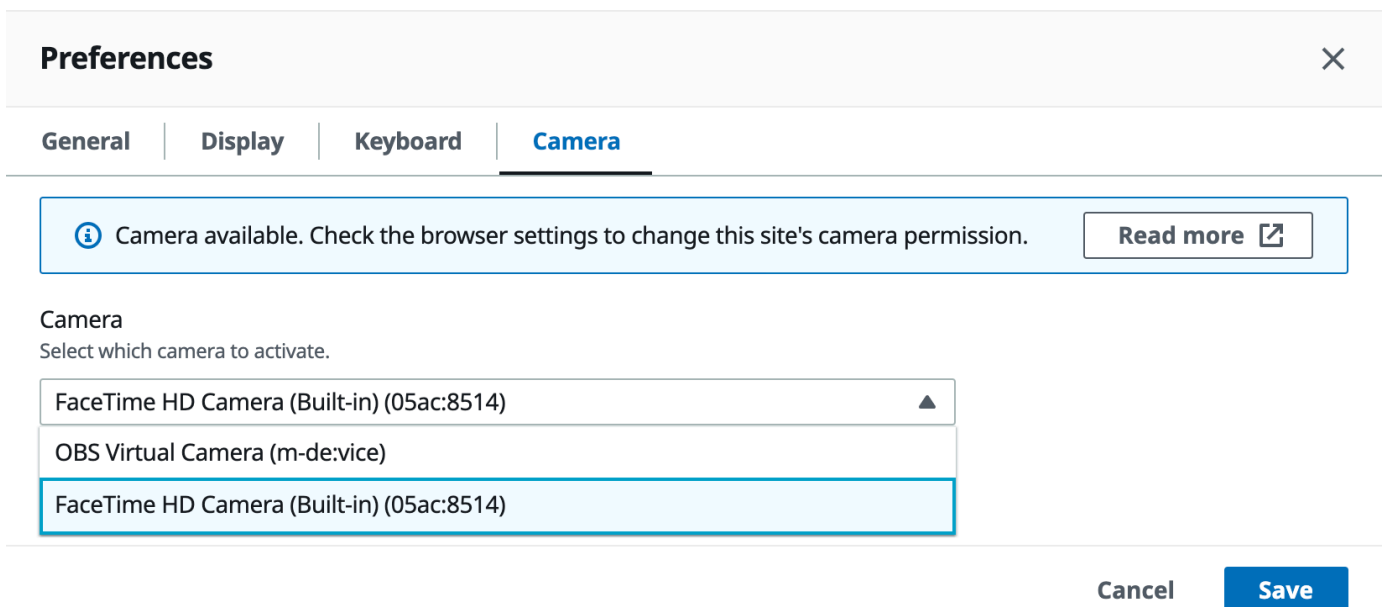 Preferences
General
Display
Keyboard
Camera
Camera available. Check the browser settings to change this site's camera permission.
Read more
Camera
Select which camera to activate.
FaceTime HD Camera (Built-in) (05ac:8514)
OBS Virtual Camera (m-de:vice)
FaceTime HD Camera (Built-in) (05ac:8514)
Cancel
Save